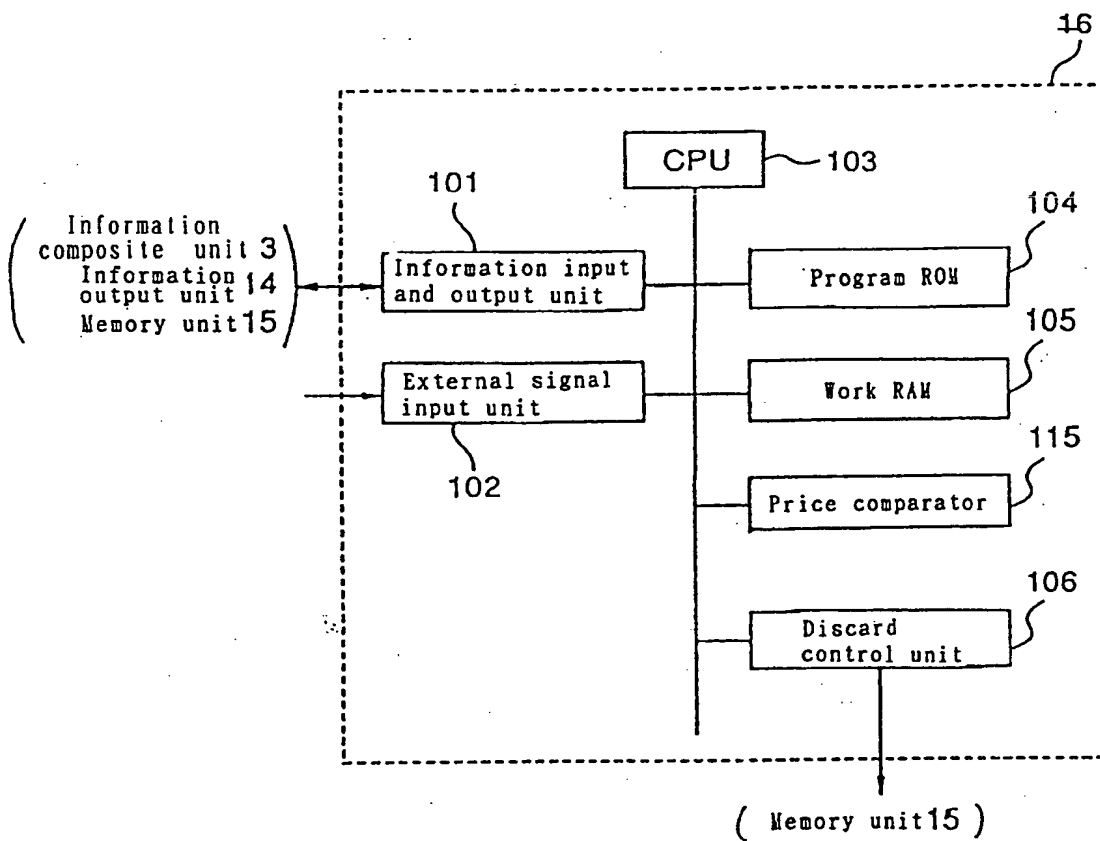 16
CPU
103
101
104
Information
composite unit 3
Information
output unit 14
Memory unit 15
Information input
and output unit
Program ROM
105
External signal
input unit
Work RAM
102
115
Price comparator
106
Discard
control unit
( Memory unit 15 )